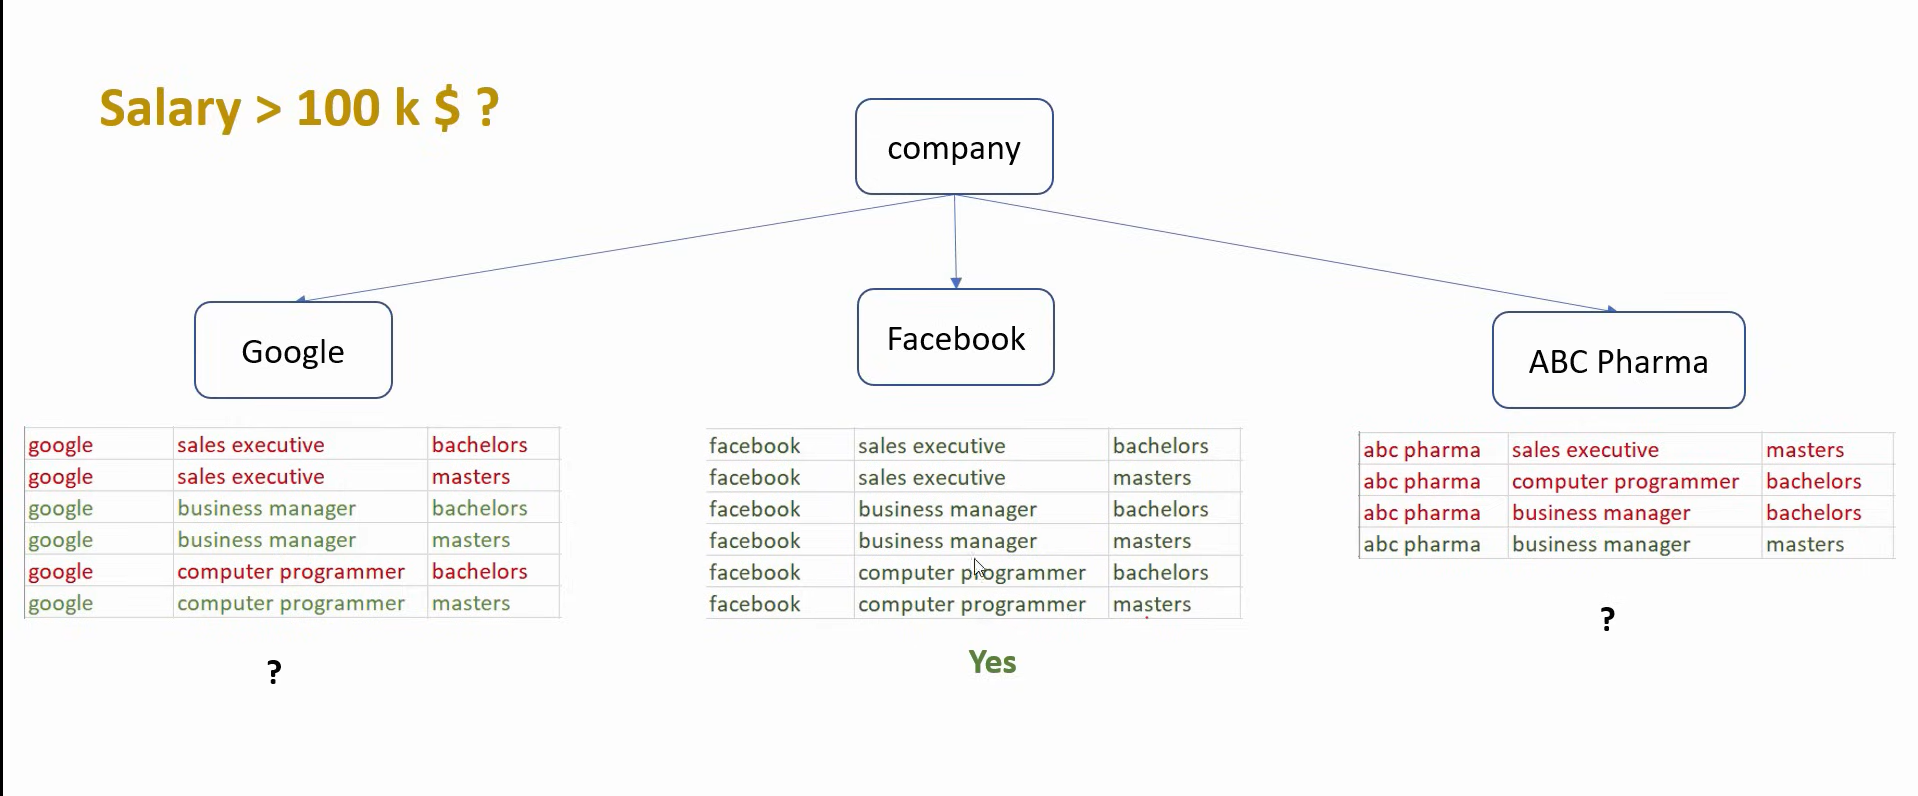 Salary > 100 k $ ?
company
Google
Facebook
ABC Pharma
google sales executive bachelors
google sales executive masters
google business manager bachelors
google business manager masters
google computer programmer bachelors
google computer programmer masters
?
facebook sales executive bachelors
facebook sales executive masters
facebook business manager bachelors
facebook business manager masters
facebook computer programmer bachelors
facebook computer programmer masters
Yes
abc pharma sales executive masters
abc pharma computer programmer bachelors
abc pharma business manager bachelors
abc pharma business manager masters
?